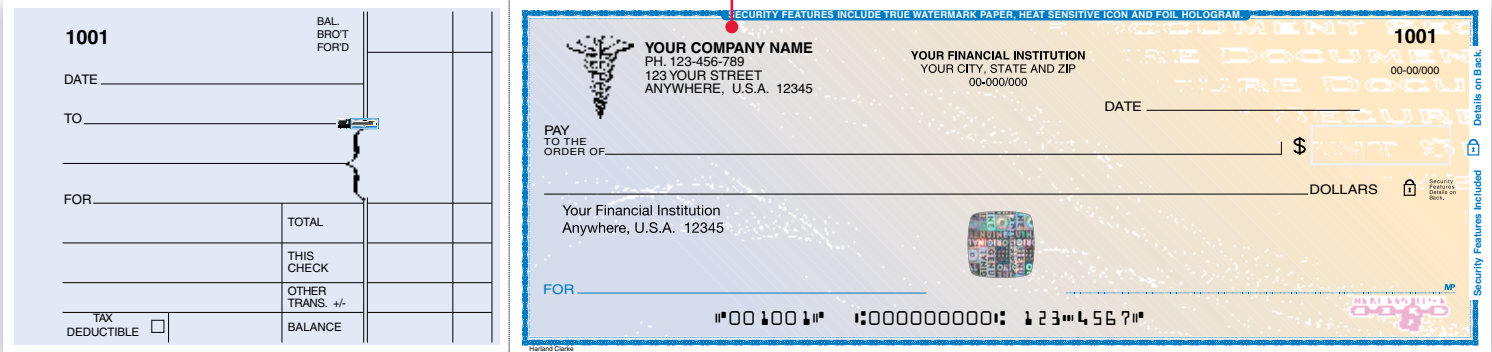 1001
BAL.
BRO'T
FOR'D
DATE
TO
FOR
TOTAL
THIS
CHECK
OTHER
TRANS. +/-
TAX
DEDUCTIBLE
BALANCE
SECURITY FEATURES INCLUDE TRUE WATERMARK PAPER, HEAT SENSITIVE ICON AND FOIL HOLOGRAM.
YOUR COMPANY NAME
PH. 123-456-789
123 YOUR STREET
ANYWHERE, U.S.A. 12345
YOUR FINANCIAL INSTITUTION
YOUR CITY, STATE AND ZIP
00-000/000
1001
00-00/000
DATE
PAY
TO THE
ORDER OF
$
DOLLARS
Security
Features
Details on
Back.
Your Financial Institution
Anywhere, U.S.A. 12345
FOR
MP
⑈001001⑈ ⑆000000000⑆ 123⑉4567⑈
Security Features Included
Details on Back.
Harland Clarke